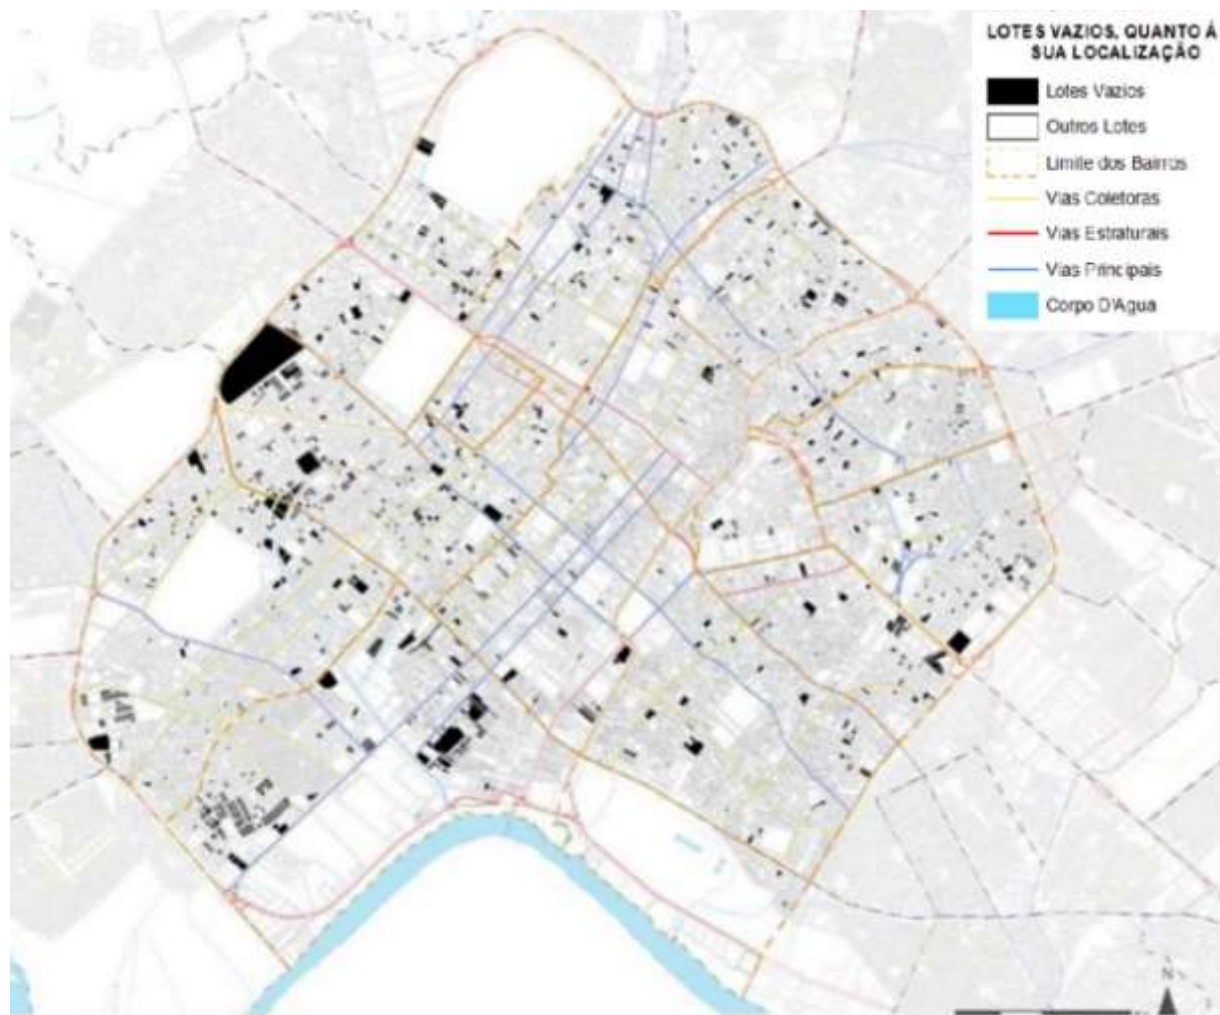 LOTES VAZIOS, QUANTO Á
SUA LOCALIZAÇÃO
Lotes Vazios
Outros Lotes
Limite dos Bairros
Vias Coletoras
Vias Estraturais
Vias Principais
Corpo D'Agua
N